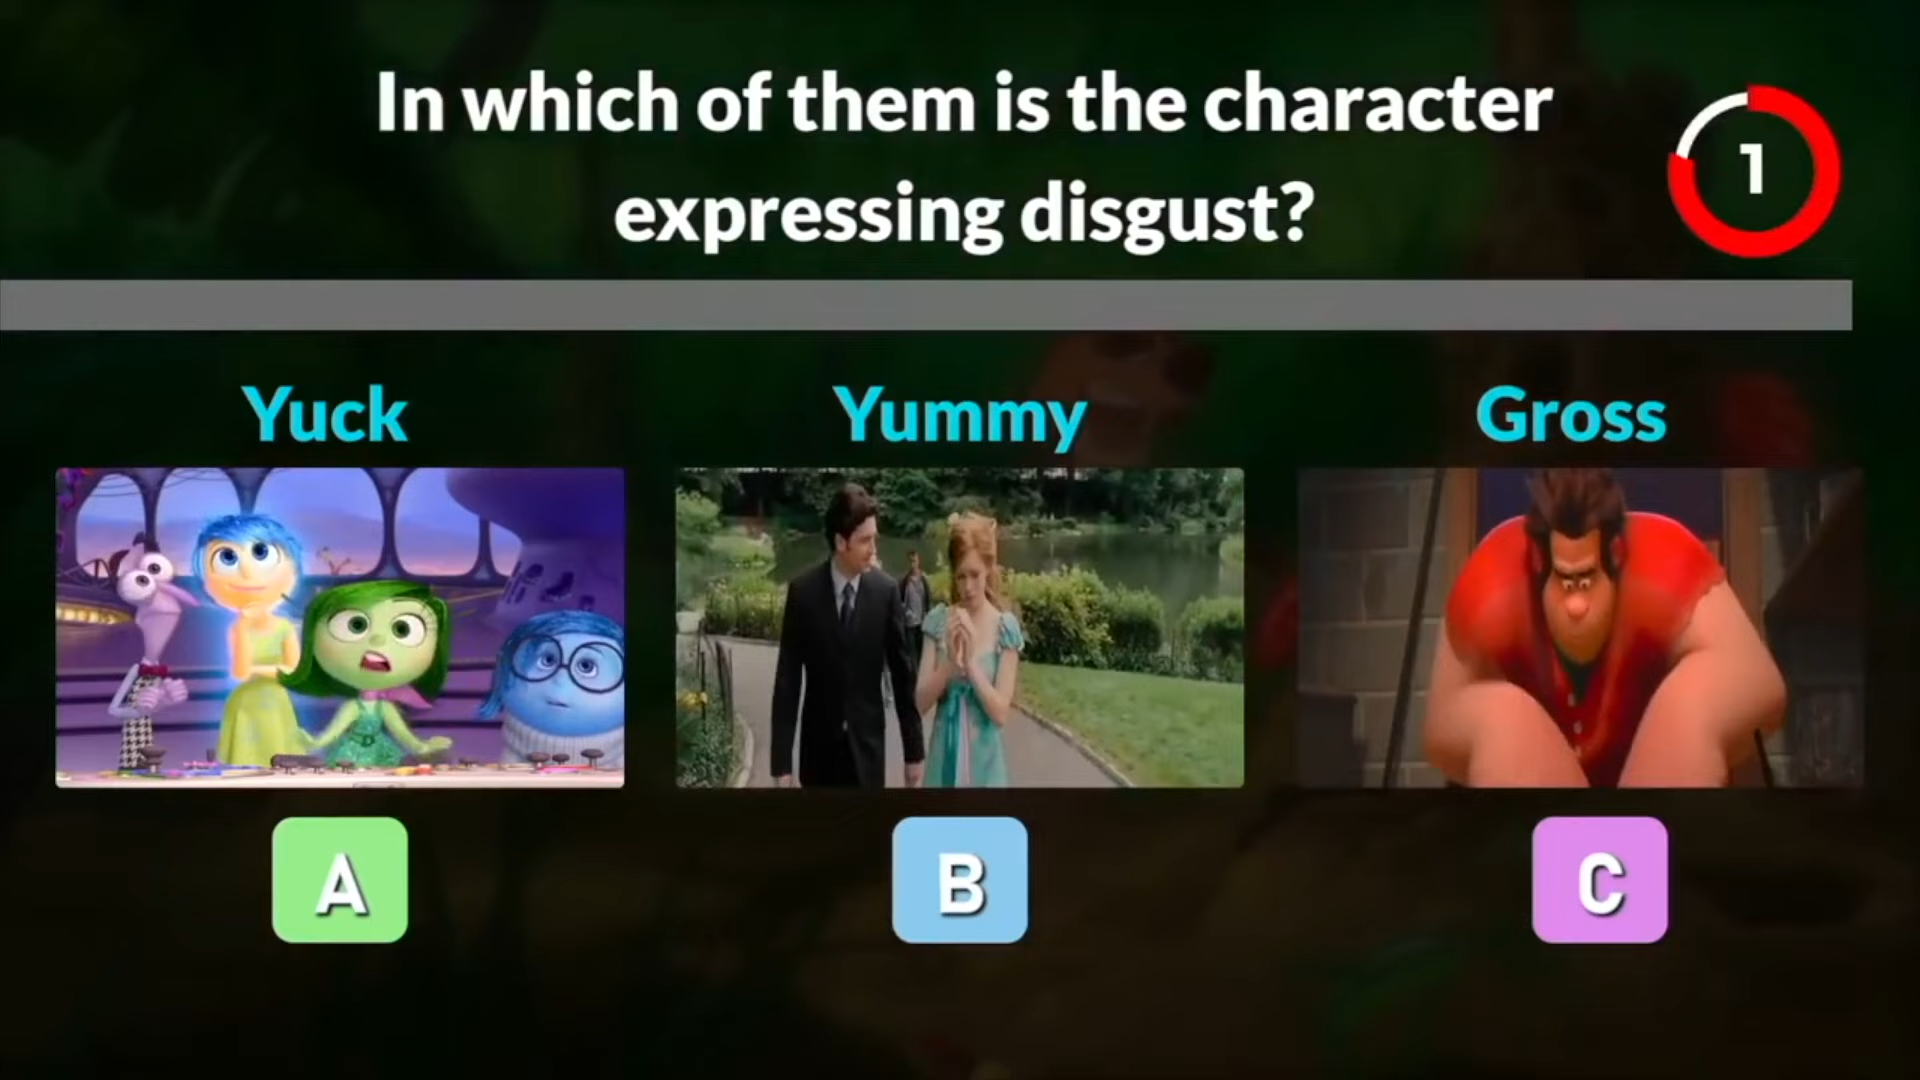 In which of them is the character
expressing disgust?
1
Yuck
Yummy
Gross
A
B
C